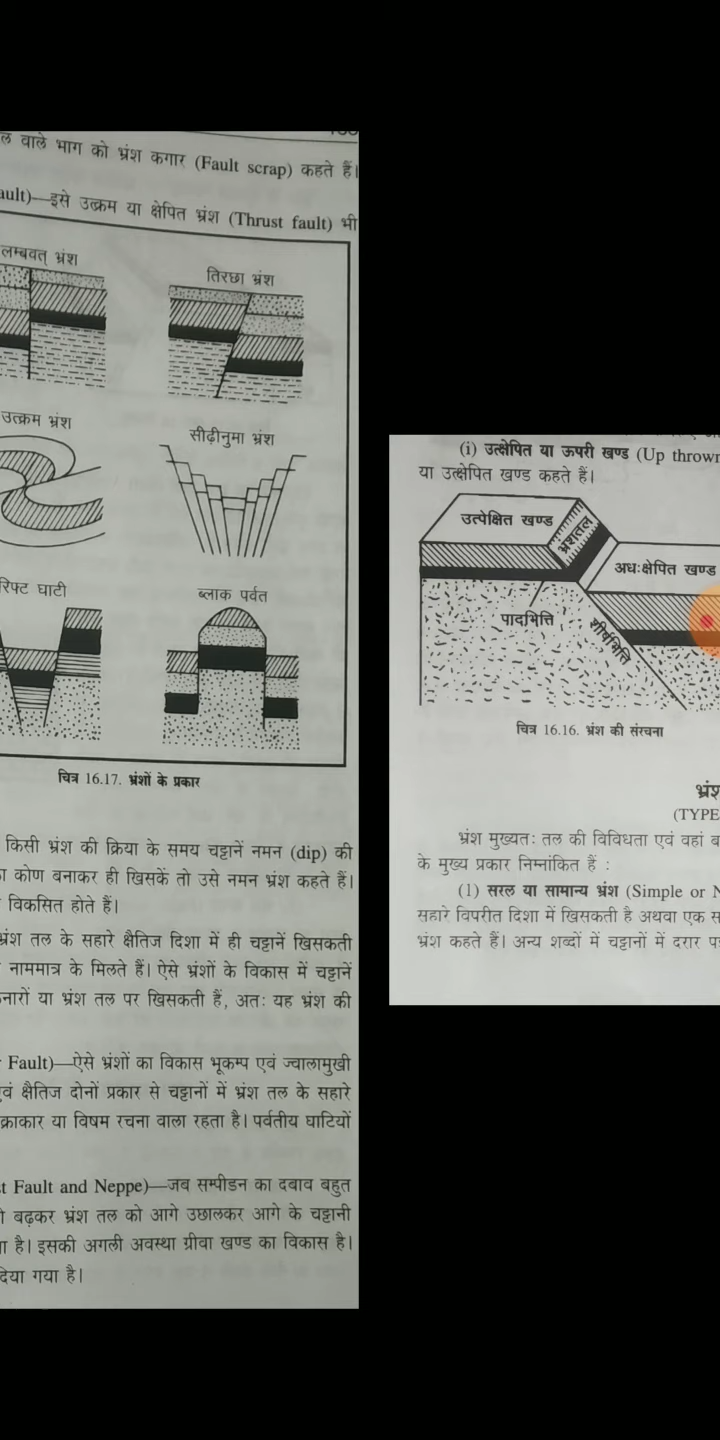 वाले भाग को भ्रंश कगार (Fault scrap) कहते हैं।
ault)—इसे उत्क्रम या क्षेपित भ्रंश (Thrust fault) भी
लम्बवत् भ्रंश
तिरछा भ्रंश
उत्क्रम भ्रंश
सीढ़ीनुमा भ्रंश
रिफ्ट घाटी
ब्लाक पर्वत
चित्र 16.17. भ्रंशों के प्रकार
किसी भ्रंश की क्रिया के समय चट्टानें नमन (dip) की
कोण बनाकर ही खिसकें तो उसे नमन भ्रंश कहते हैं।
विकसित होते हैं।
भ्रंश तल के सहारे क्षैतिज दिशा में ही चट्टानें खिसकती
नाममात्र के मिलते हैं। ऐसे भ्रंशों के विकास में चट्टानें
नारों या भ्रंश तल पर खिसकती हैं, अतः यह भ्रंश की
Fault)—ऐसे भ्रंशों का विकास भूकम्प एवं ज्वालामुखी
वं क्षैतिज दोनों प्रकार से चट्टानों में भ्रंश तल के सहारे
क्राकार या विषम रचना वाला रहता है। पर्वतीय घाटियों
t Fault and Neppe)—जब सम्पीडन का दबाव बहुत
बढ़कर भ्रंश तल को आगे उछालकर आगे के चट्टानी
है। इसकी अगली अवस्था ग्रीवा खण्ड का विकास है।
दिया गया है।
(i) उत्क्षेपित या ऊपरी खण्ड (Up thrown
या उत्क्षेपित खण्ड कहते हैं।
उत्पेक्षित खण्ड
भ्रंशतल
अधःक्षेपित खण्ड
पादभित्ति
शीर्षभित्ति
चित्र 16.16. भ्रंश की संरचना
भ्रंश
(TYPE
भ्रंश मुख्यतः तल की विविधता एवं वहां ब
के मुख्य प्रकार निम्नांकित हैं :
(1) सरल या सामान्य भ्रंश (Simple or N
सहारे विपरीत दिशा में खिसकती है अथवा एक स
भ्रंश कहते हैं। अन्य शब्दों में चट्टानों में दरार प